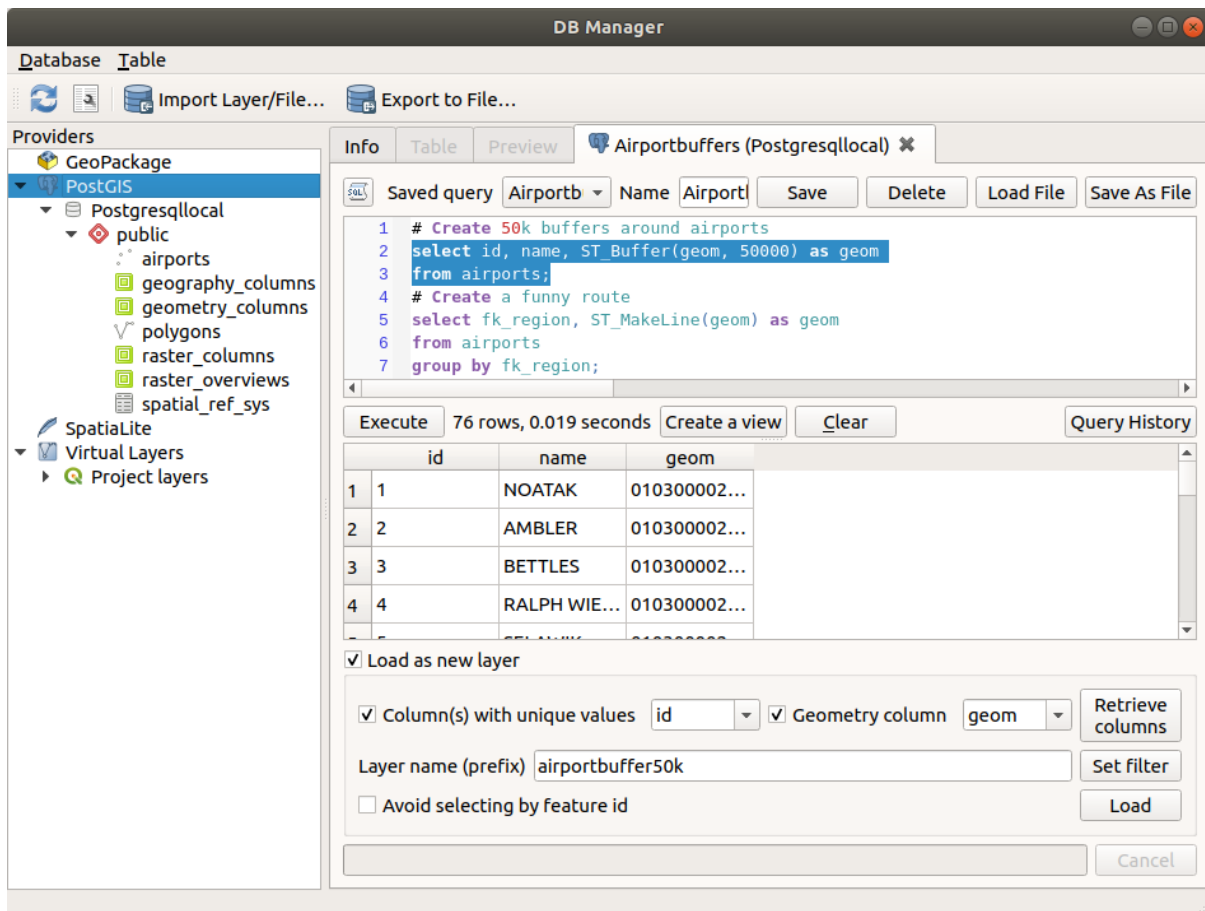 DB Manager
Database Table
Import Layer/File... Export to File...
Providers
GeoPackage
PostGIS
Postgresqllocal
public
airports
geography_columns
geometry_columns
polygons
raster_columns
raster_overviews
spatial_ref_sys
SpatiaLite
Virtual Layers
Project layers
Info Table Preview Airportbuffers (Postgresqllocal)
SQL Saved query Airportb Name Airportl Save Delete Load File Save As File
1 # Create 50k buffers around airports
2 select id, name, ST_Buffer(geom, 50000) as geom
3 from airports;
4 # Create a funny route
5 select fk_region, ST_MakeLine(geom) as geom
6 from airports
7 group by fk_region;
Execute 76 rows, 0.019 seconds Create a view Clear Query History
id name geom
1 1 NOATAK 010300002...
2 2 AMBLER 010300002...
3 3 BETTLES 010300002...
4 4 RALPH WIE... 010300002...
Load as new layer
Column(s) with unique values id Geometry column geom Retrieve columns
Layer name (prefix) airportbuffer50k Set filter
Avoid selecting by feature id Load
Cancel